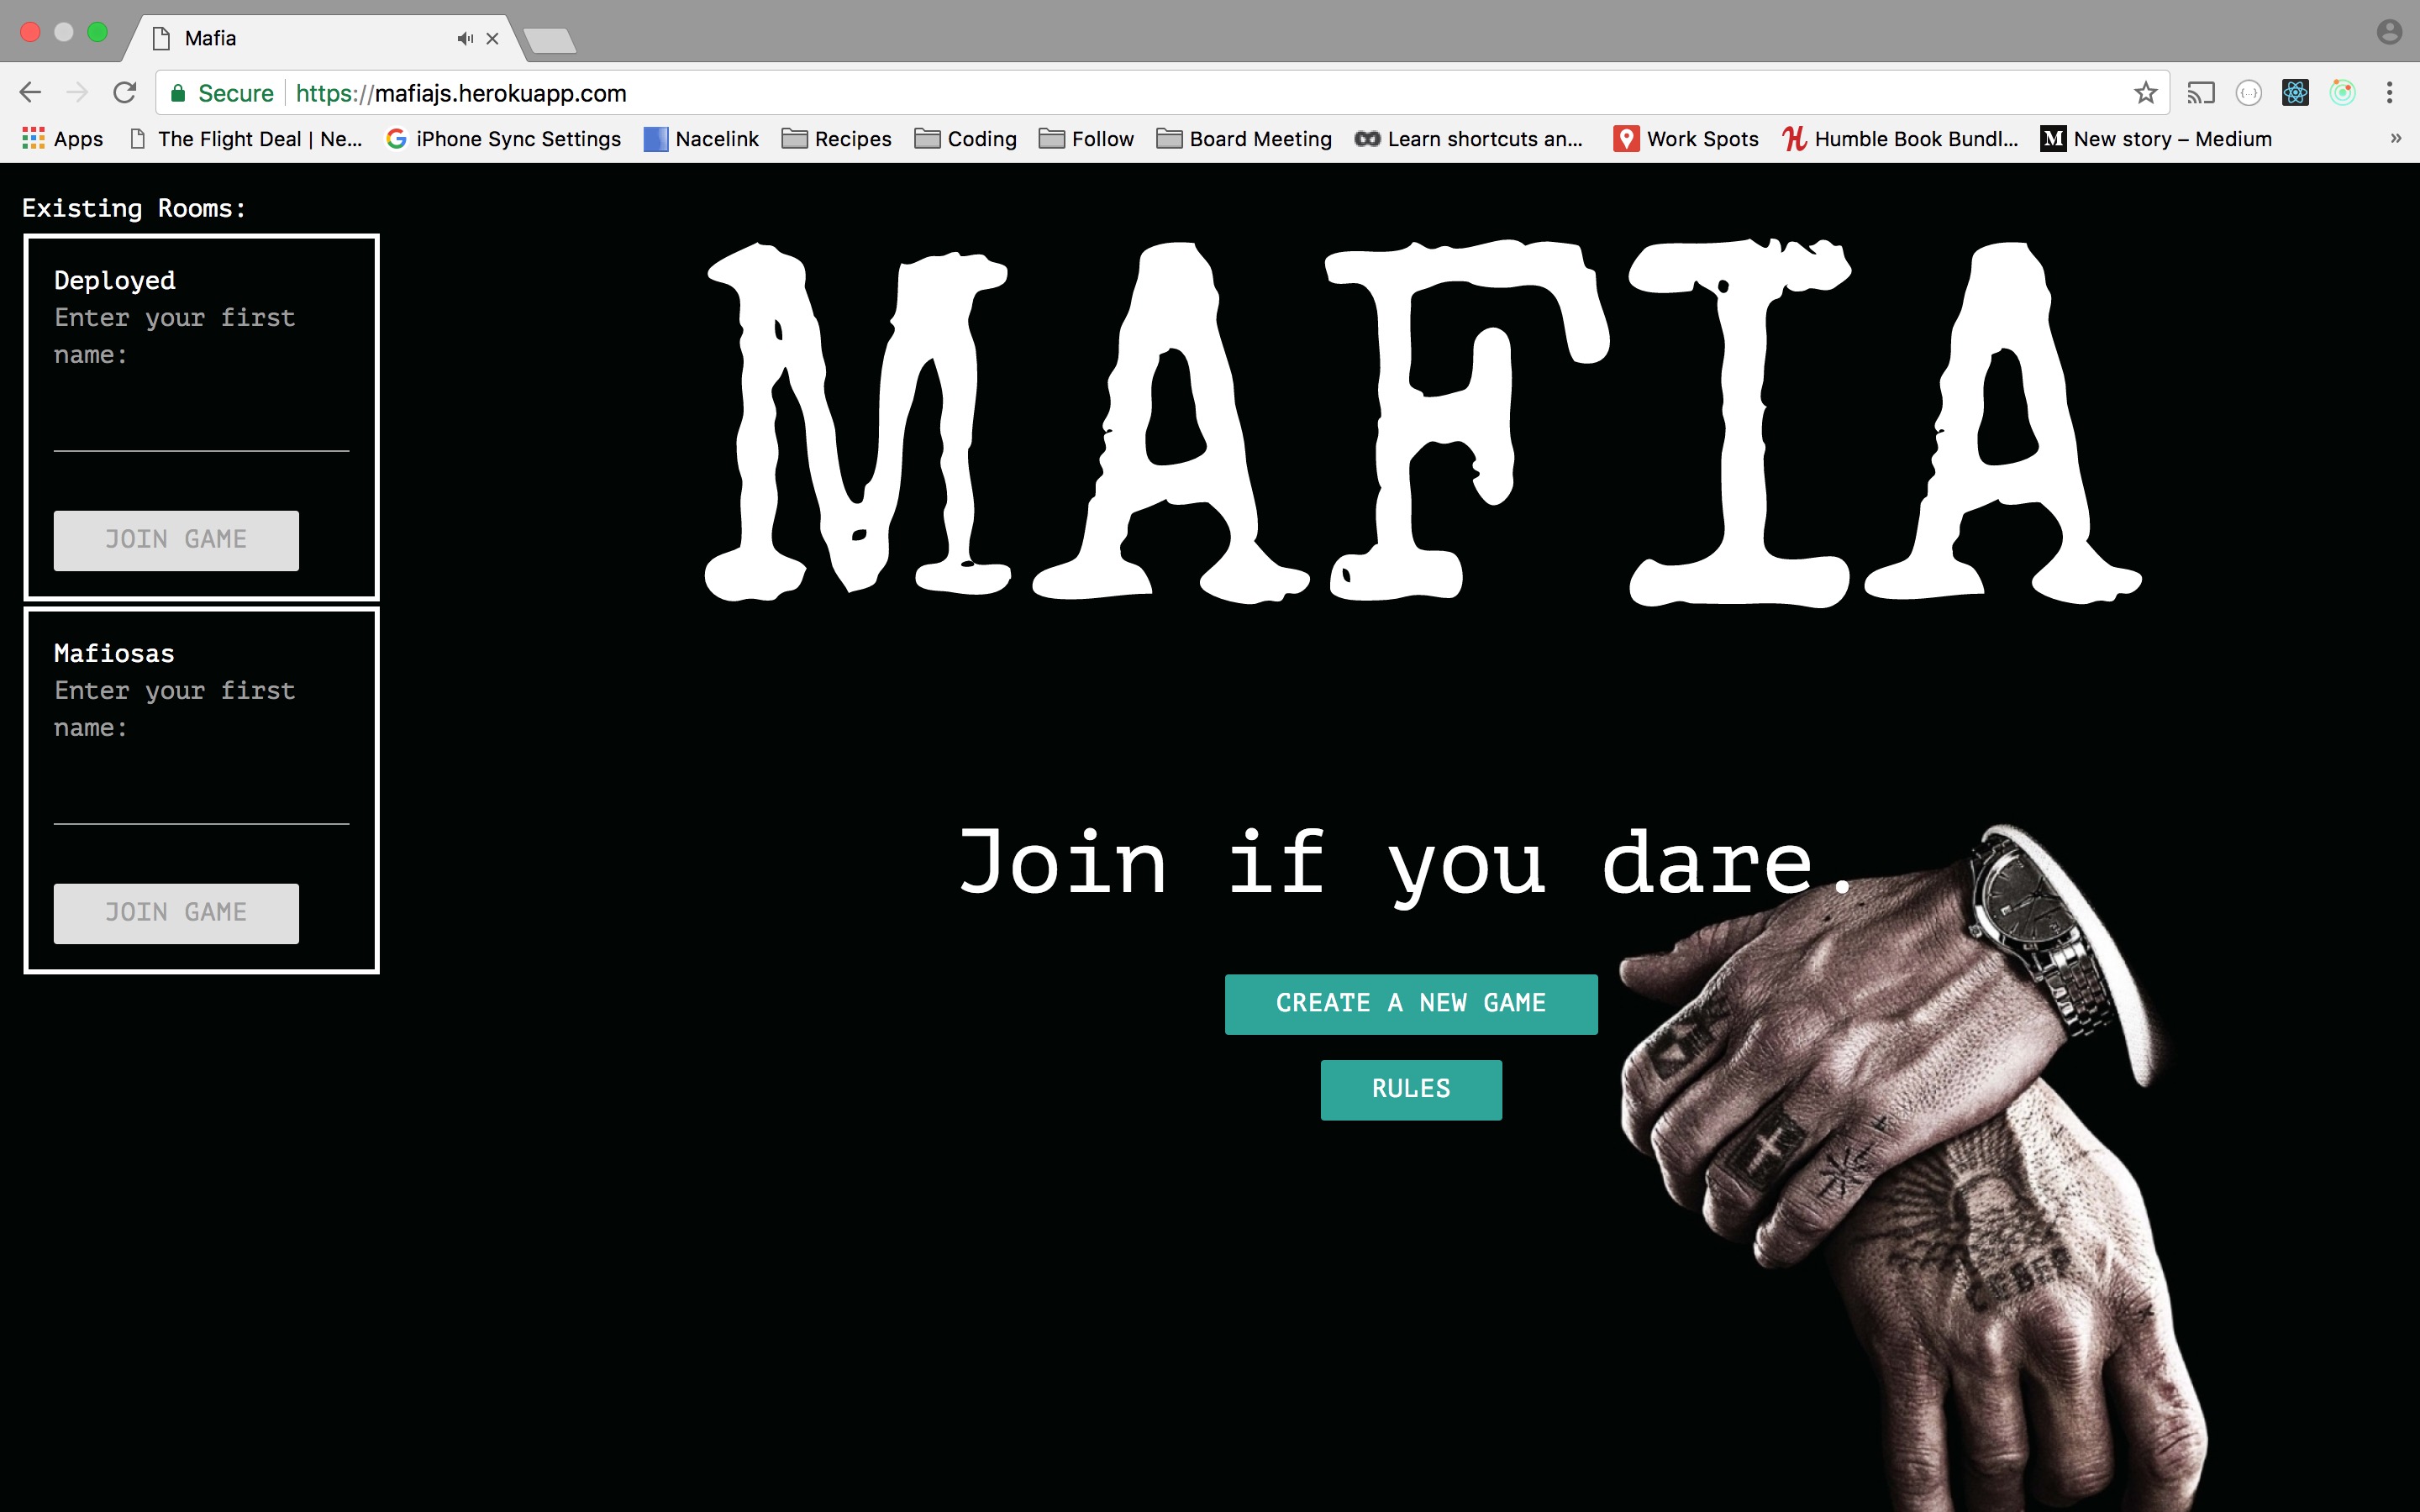 Mafia
Secure https://mafiajs.herokuapp.com
Apps The Flight Deal | Ne... iPhone Sync Settings Nacelink Recipes Coding Follow Board Meeting Learn shortcuts an... Work Spots Humble Book Bundl... M New story – Medium »
Existing Rooms:
Deployed
Enter your first
name:
JOIN GAME
Mafiosas
Enter your first
name:
JOIN GAME
MAFIA
Join if you dare.
CREATE A NEW GAME
RULES